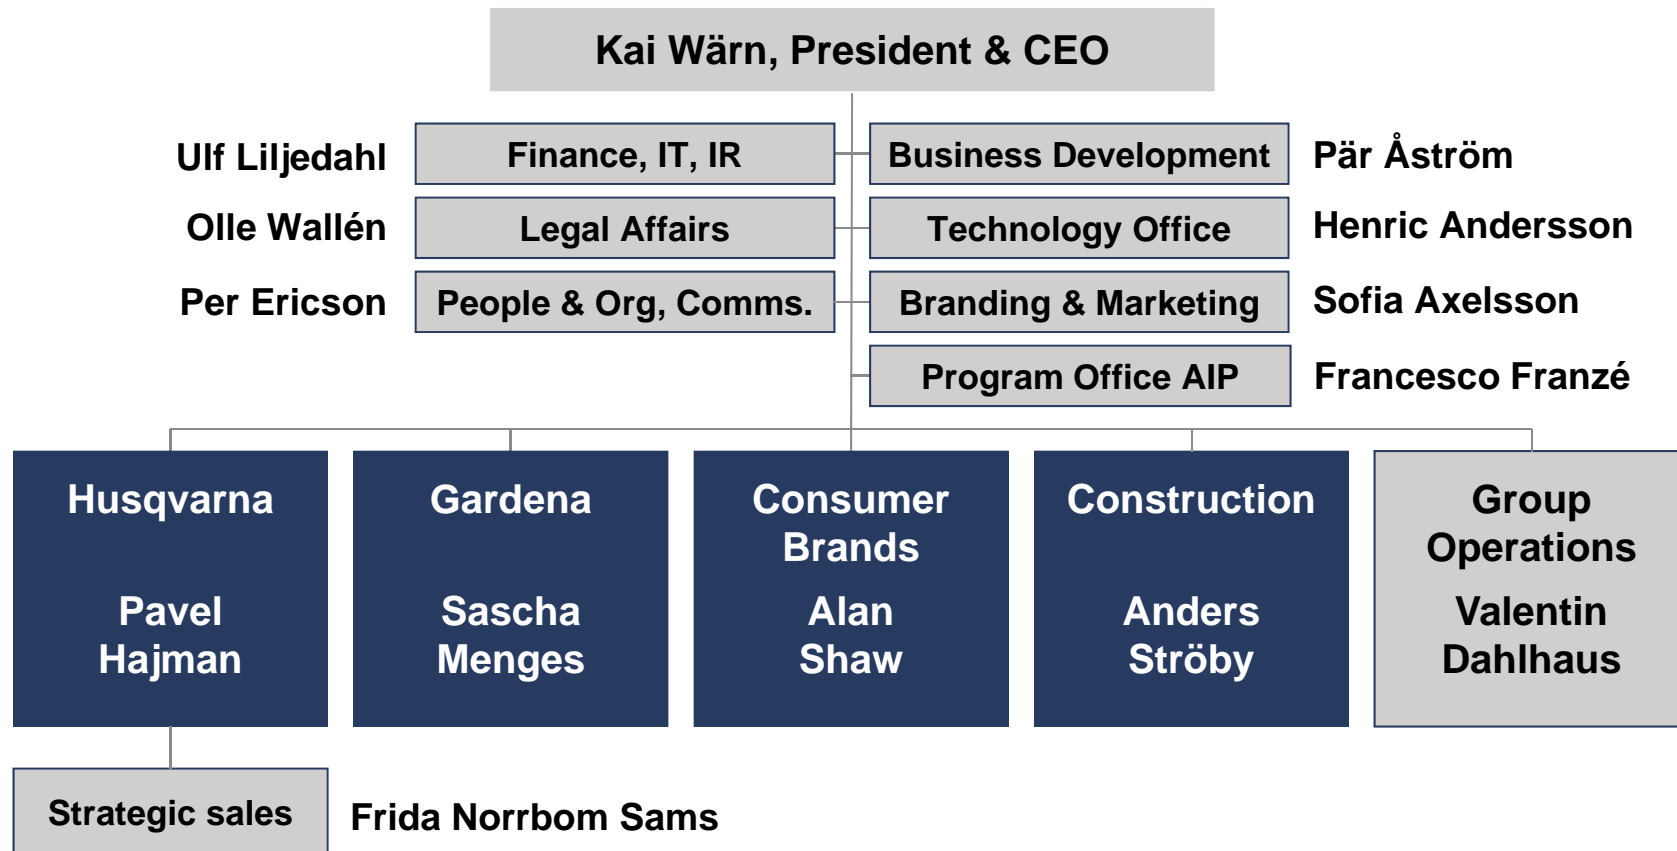 Kai Wärn, President & CEO
Ulf Liljedahl
Finance, IT, IR
Business Development
Pär Åström
Olle Wallén
Legal Affairs
Technology Office
Henric Andersson
Per Ericson
People & Org, Comms.
Branding & Marketing
Sofia Axelsson
Program Office AIP
Francesco Franzé
Husqvarna
Pavel
Hajman
Gardena
Sascha
Menges
Consumer
Brands
Alan
Shaw
Construction
Anders
Ströby
Group
Operations
Valentin
Dahlhaus
Strategic sales
Frida Norrbom Sams